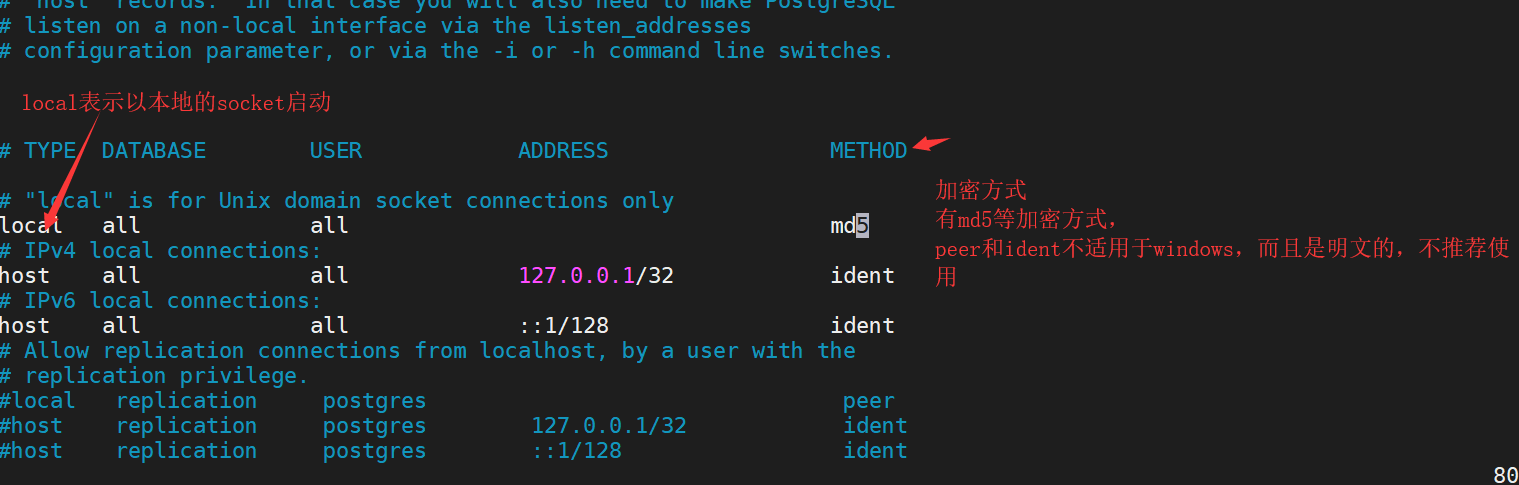 # "host" records.  In that case you will also need to make PostgreSQL
# listen on a non-local interface via the listen_addresses
# configuration parameter, or via the -i or -h command line switches.
local表示以本地的socket启动
# TYPE  DATABASE        USER            ADDRESS                 METHOD
# "local" is for Unix domain socket connections only
加密方式
有md5等加密方式，
peer和ident不适用于windows，而且是明文的，不推荐使
用
local   all             all                                     md5
# IPv4 local connections:
host    all             all             127.0.0.1/32            ident
# IPv6 local connections:
host    all             all             ::1/128                 ident
# Allow replication connections from localhost, by a user with the
# replication privilege.
#local   replication     postgres                                peer
#host    replication     postgres        127.0.0.1/32            ident
#host    replication     postgres        ::1/128                 ident
80